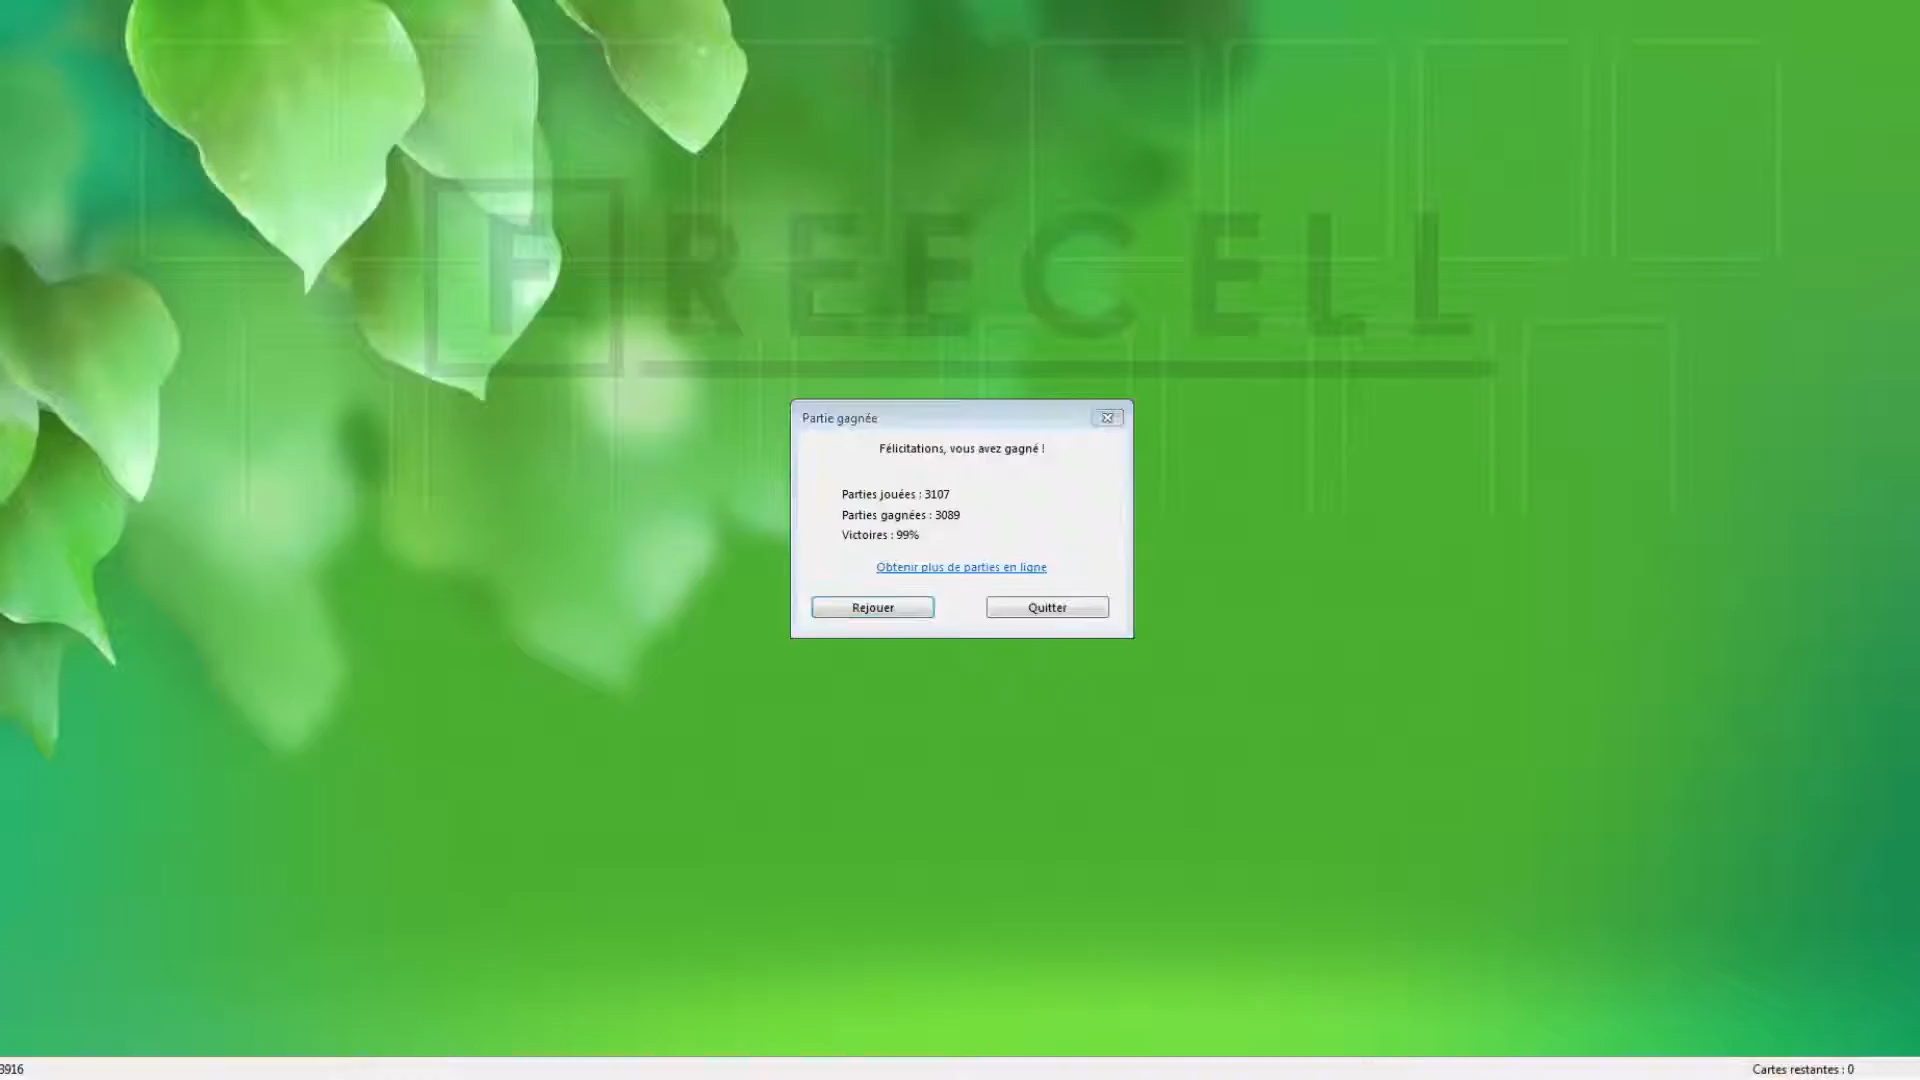 FREECELL
Partie gagnée
Félicitations, vous avez gagné !
Parties jouées : 3107
Parties gagnées : 3089
Victoires : 99%
Obtenir plus de parties en ligne
Rejouer
Quitter
3916
Cartes restantes : 0